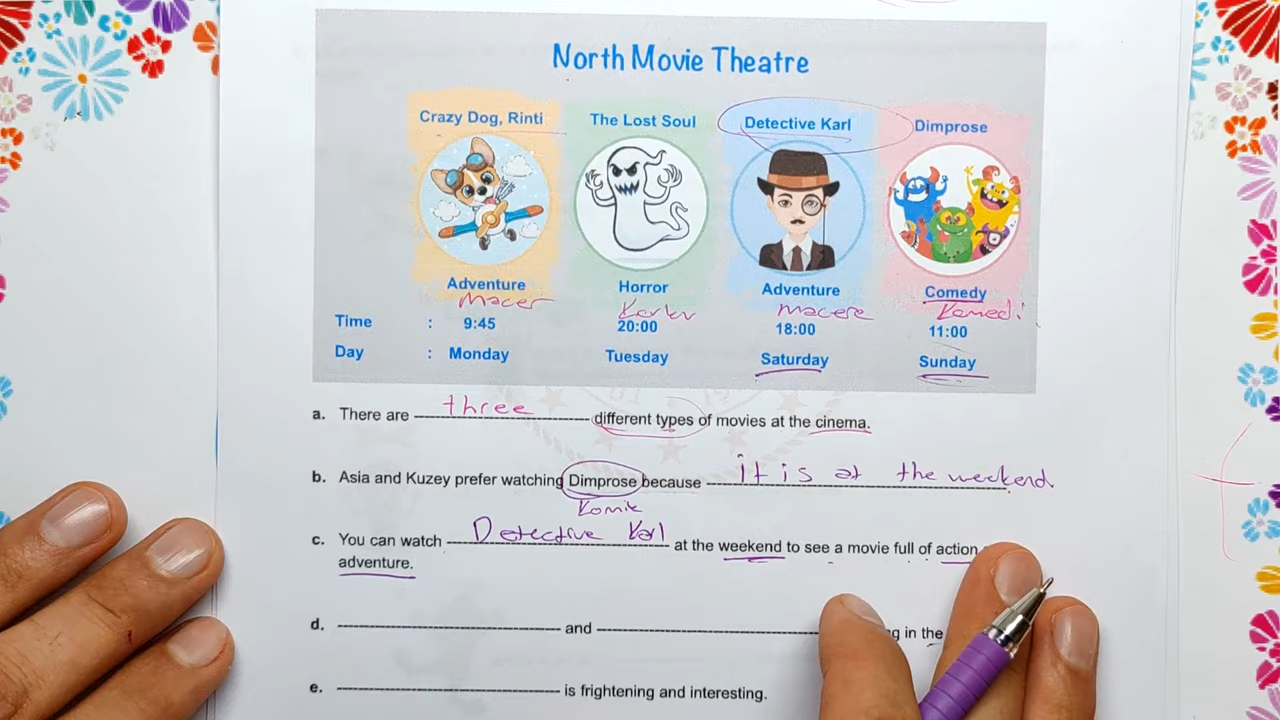 North Movie Theatre
Crazy Dog, Rinti The Lost Soul Detective Karl Dimprose
Adventure Horror Adventure Comedy
macer Korku macera Komedi
Time : 9:45 20:00 18:00 11:00
Day : Monday Tuesday Saturday Sunday
a. There are three different types of movies at the cinema.
b. Asia and Kuzey prefer watching Dimprose because it is at the weekend.
Komik
c. You can watch Detective Karl at the weekend to see a movie full of action
adventure.
d. and in the
e. is frightening and interesting.